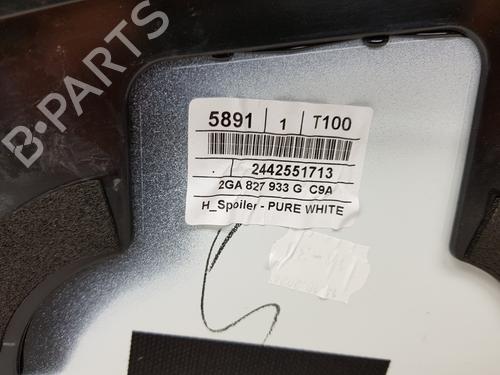 B-PARTS
5891 1 T100
2442551713
2GA 827 933 G C9A
H_Spoiler - PURE WHITE